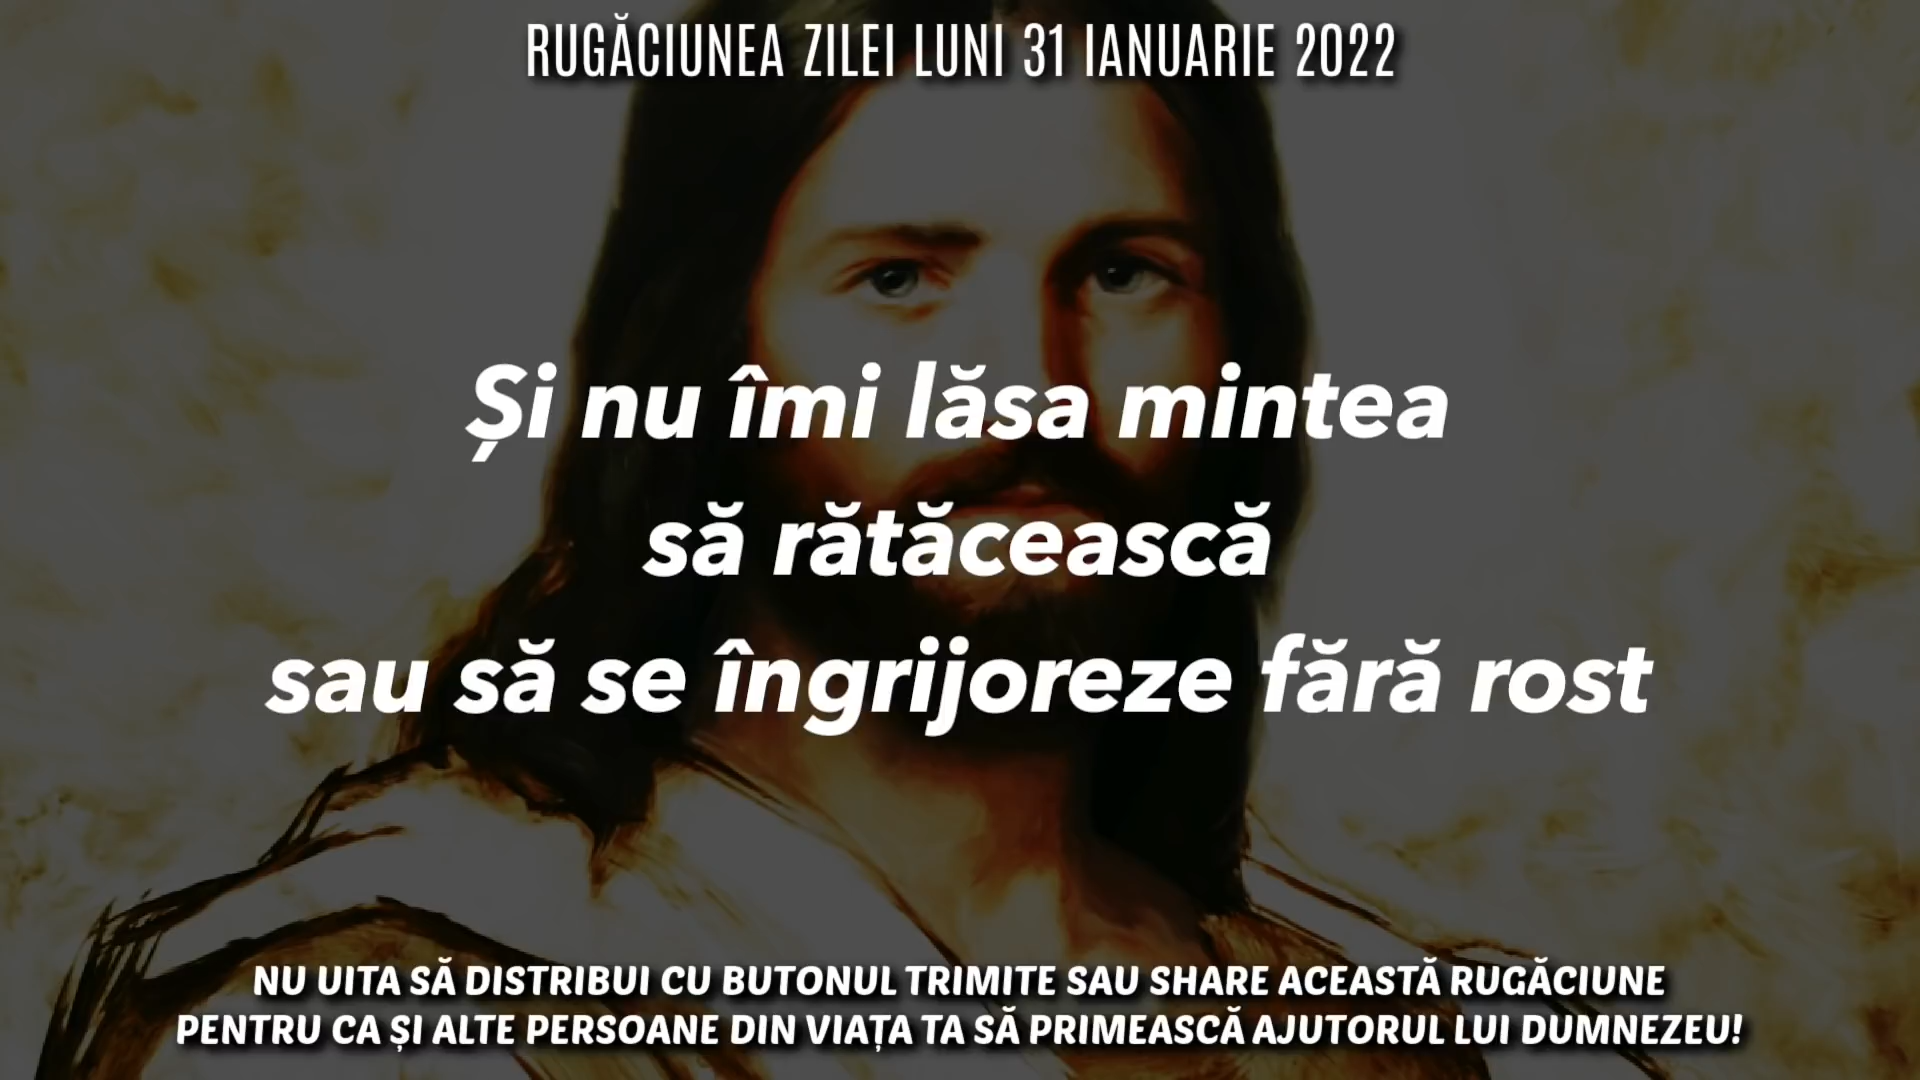 RUGĂCIUNEA ZILEI LUNI 31 IANUARIE 2022
Și nu îmi lăsa mintea
să rătăcească
sau să se îngrijoreze fără rost
NU UITA SĂ DISTRIBUI CU BUTONUL TRIMITE SAU SHARE ACEASTĂ RUGĂCIUNE
PENTRU CA ȘI ALTE PERSOANE DIN VIAȚA TA SĂ PRIMEASCĂ AJUTORUL LUI DUMNEZEU!